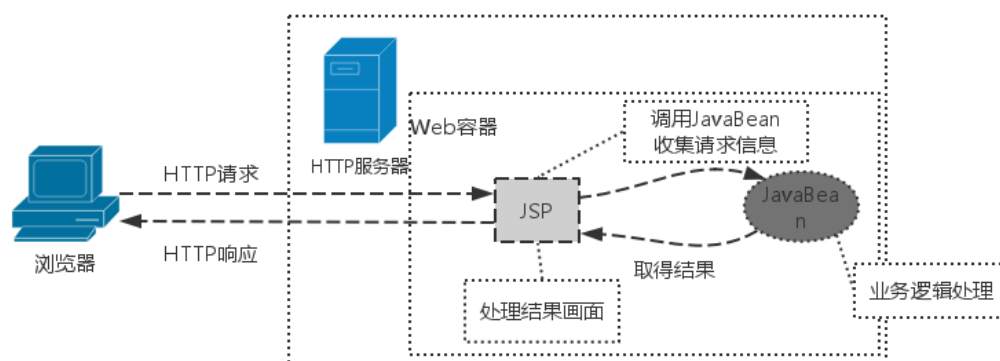 调用JavaBean
收集请求信息
Web容器
HTTP服务器
HTTP请求
JSP
JavaBea
n
浏览器
HTTP响应
取得结果
处理结果画面
业务逻辑处理